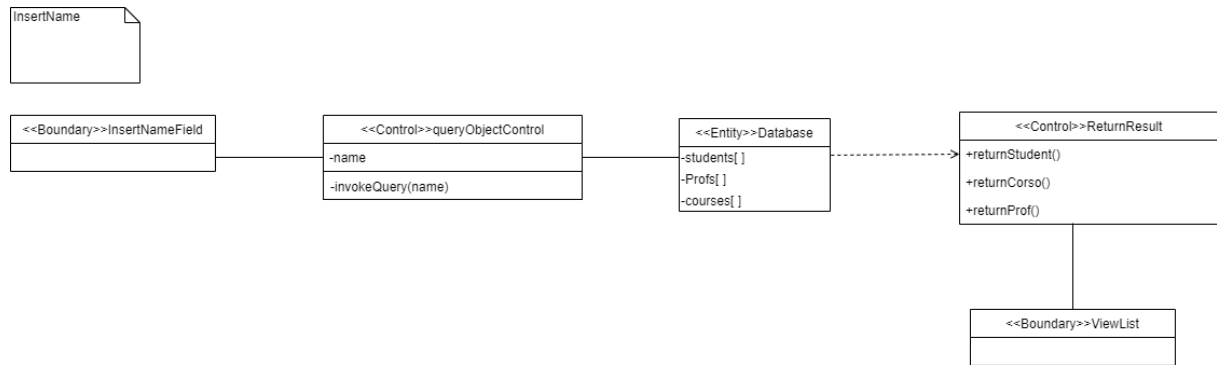 InsertName
<<Boundary>>InsertNameField
<<Control>>queryObjectControl
-name
-invokeQuery(name)
<<Entity>>Database
-students[ ]
-Profs[ ]
-courses[ ]
<<Control>>ReturnResult
+returnStudent()
+returnCorso()
+returnProf()
<<Boundary>>ViewList